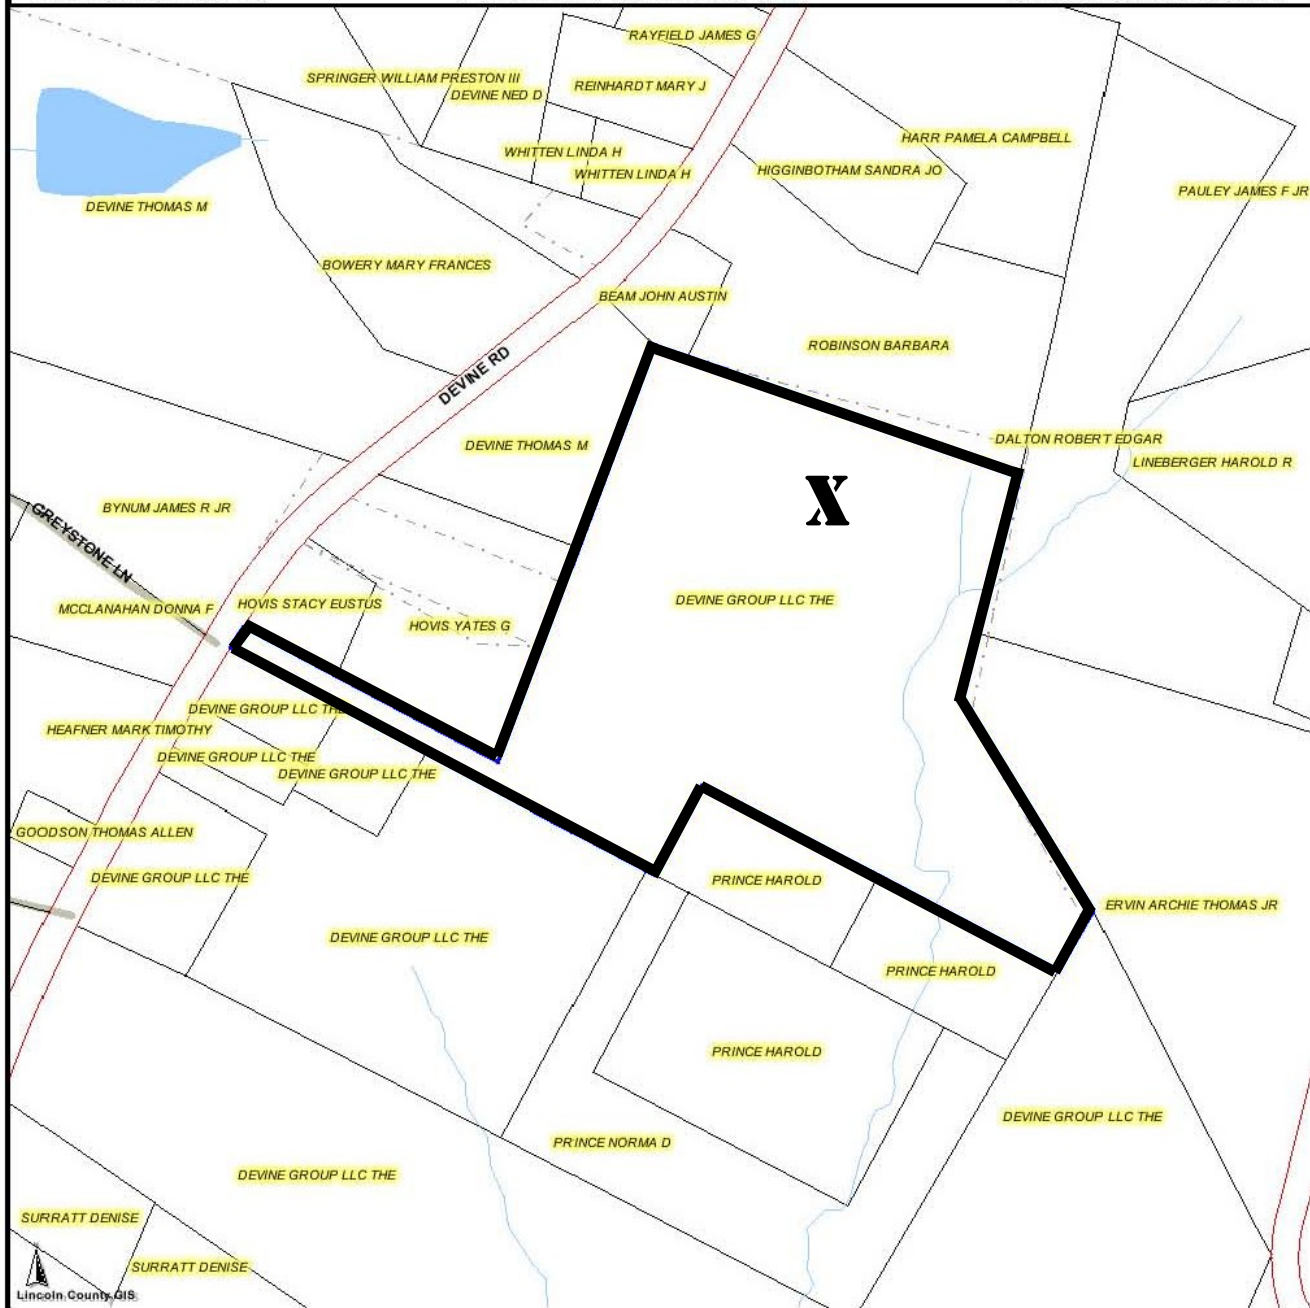 RAYFIELD JAMES G
SPRINGER WILLIAM PRESTON III
DEVINE NED D
REINHARDT MARY J
HARR PAMELA CAMPBELL
WHITTEN LINDA H
WHITTEN LINDA H
HIGGINBOTHAM SANDRA JO
PAULEY JAMES F JR
DEVINE THOMAS M
BOWERY MARY FRANCES
BEAM JOHN AUSTIN
ROBINSON BARBARA
DEVINE RD
DEVINE THOMAS M
DALTON ROBERT EDGAR
LINEBERGER HAROLD R
X
BYNUM JAMES R JR
GREYSTONE LN
DEVINE GROUP LLC THE
MCCLANAHAN DONNA F
HOVIS STACY EUSTUS
HOVIS YATES G
DEVINE GROUP LLC THE
HEAFNER MARK TIMOTHY
DEVINE GROUP LLC THE
DEVINE GROUP LLC THE
GOODSON THOMAS ALLEN
DEVINE GROUP LLC THE
PRINCE HAROLD
ERVIN ARCHIE THOMAS JR
DEVINE GROUP LLC THE
PRINCE HAROLD
PRINCE HAROLD
DEVINE GROUP LLC THE
PRINCE NORMA D
DEVINE GROUP LLC THE
SURRATT DENISE
SURRATT DENISE
Lincoln County GIS